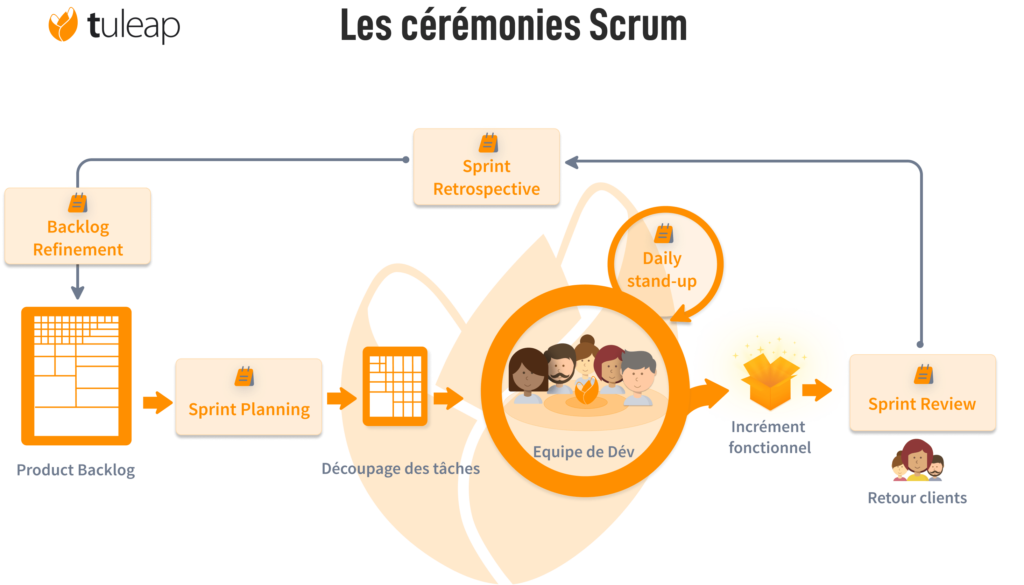 tuleap
Les cérémonies Scrum
Sprint
Retrospective
Backlog
Refinement
Daily
stand-up
Sprint Planning
Sprint Review
Product Backlog
Découpage des tâches
Equipe de Dév
Incrément
fonctionnel
Retour clients